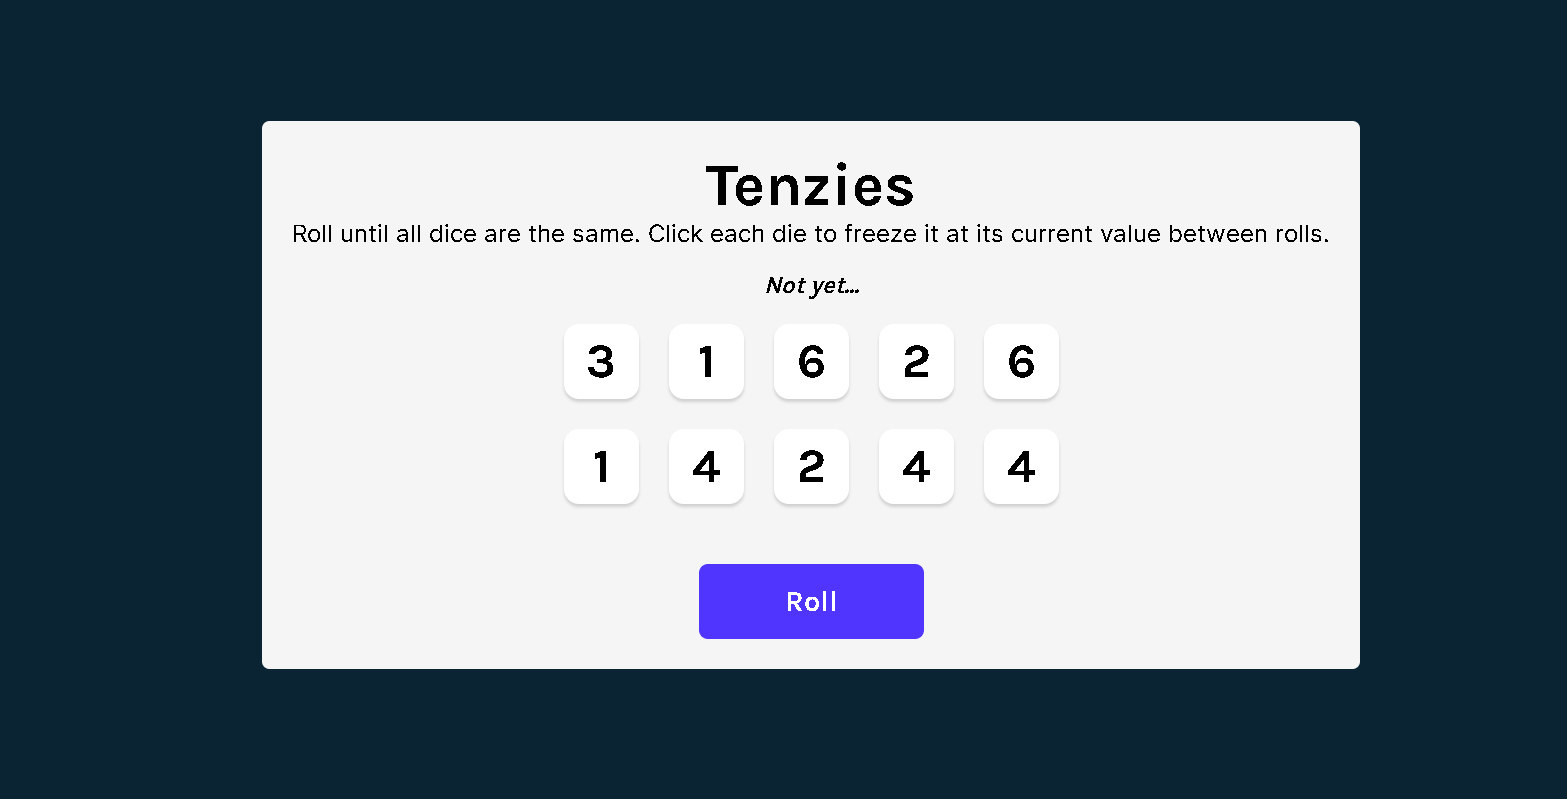 Tenzies
Roll until all dice are the same. Click each die to freeze it at its current value between rolls.
Not yet...
3 1 6 2 6
1 4 2 4 4
Roll